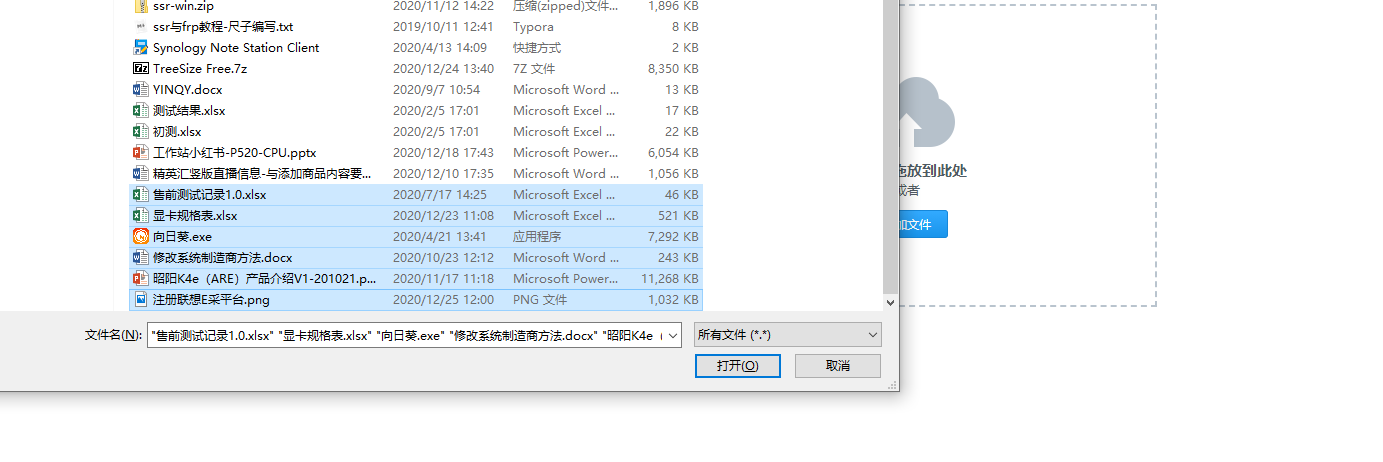 ssr-win.zip 2020/11/12 14:22 压缩(zipped)文件... 1,896 KB
ssr与frp教程-尺子编写.txt 2019/10/11 12:41 Typora 8 KB
Synology Note Station Client 2020/4/13 14:09 快捷方式 2 KB
TreeSize Free.7z 2020/12/24 13:40 7Z 文件 8,350 KB
YINQY.docx 2020/9/7 10:54 Microsoft Word ... 13 KB
测试结果.xlsx 2020/2/5 17:01 Microsoft Excel ... 17 KB
初测.xlsx 2020/2/5 17:01 Microsoft Excel ... 22 KB
工作站小红书-P520-CPU.pptx 2020/12/18 17:43 Microsoft Power... 6,054 KB
精英汇竖版直播信息-与添加商品内容要... 2020/12/10 17:35 Microsoft Word ... 1,056 KB
售前测试记录1.0.xlsx 2020/7/17 14:25 Microsoft Excel ... 46 KB
显卡规格表.xlsx 2020/12/23 11:08 Microsoft Excel ... 521 KB
向日葵.exe 2020/4/21 13:41 应用程序 7,292 KB
修改系统制造商方法.docx 2020/10/23 12:12 Microsoft Word ... 243 KB
昭阳K4e（ARE）产品介绍V1-201021.p... 2020/11/17 11:18 Microsoft Power... 11,268 KB
注册联想E采平台.png 2020/12/25 12:00 PNG 文件 1,032 KB
文件名(N): "售前测试记录1.0.xlsx" "显卡规格表.xlsx" "向日葵.exe" "修改系统制造商方法.docx" "昭阳K4e（ 所有文件 (*.*)
打开(O) 取消
拖放到此处
或者
加文件